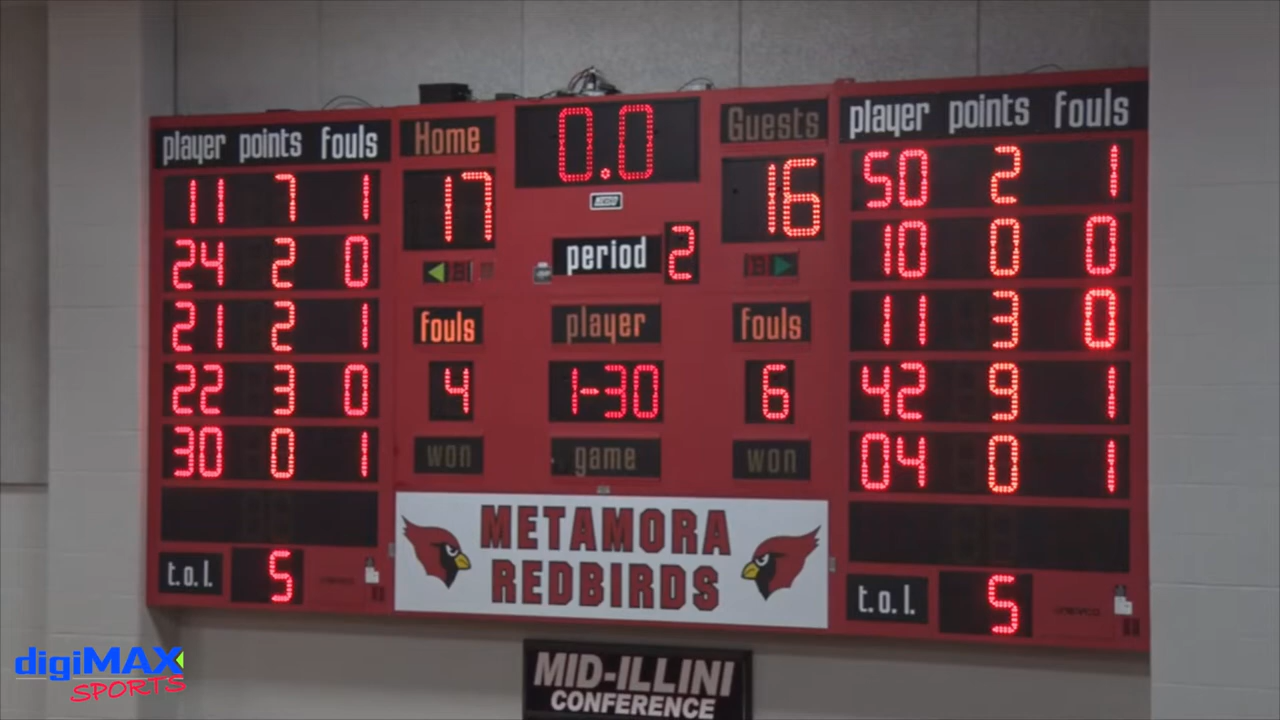 player points fouls
11 7 1
24 2 0
21 2 1
22 3 0
30 0 1
t.o.l. 5
Home
17
0.0
Guests
16
period 2
fouls
4
player
1-30
fouls
6
won
game
won
METAMORA
REDBIRDS
player points fouls
50 2 1
10 0 0
11 3 0
42 9 1
04 0 1
t.o.l. 5
MID-ILLINI
CONFERENCE
digiMAX
SPORTS